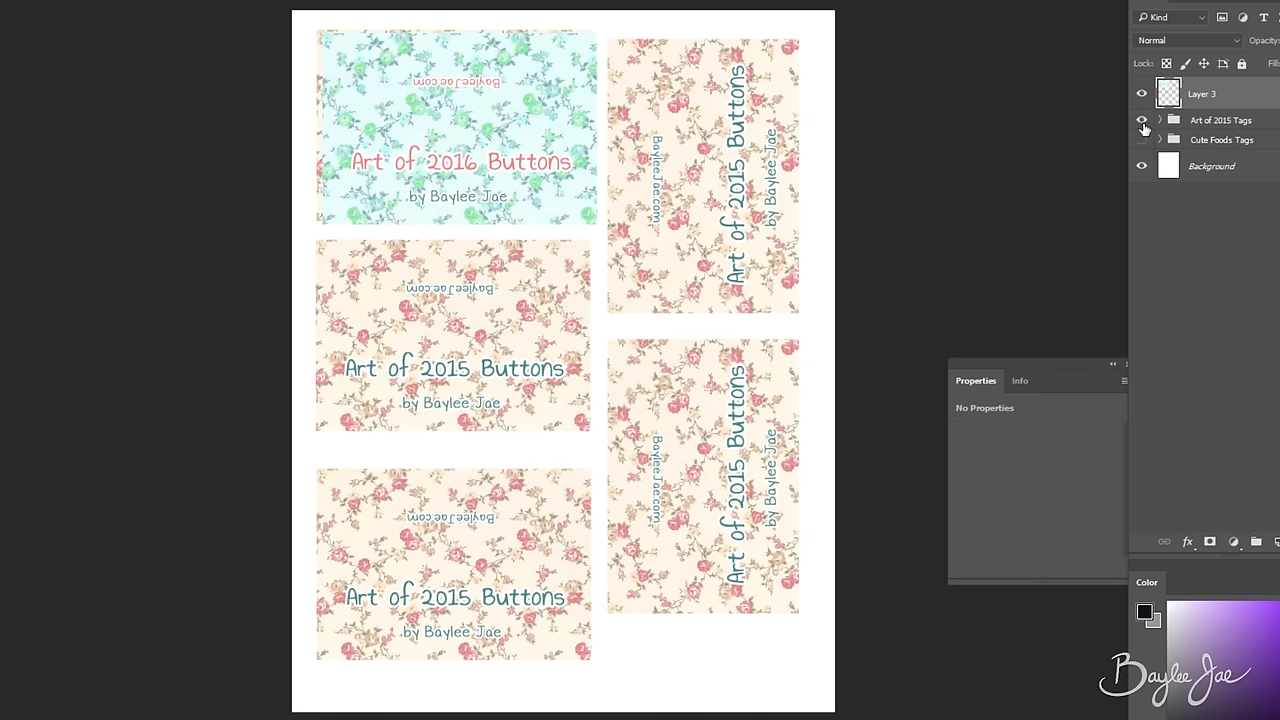 BayleeJae.com
Art of 2016 Buttons
by Baylee Jae
BayleeJae.com
Art of 2015 Buttons
by Baylee Jae
BayleeJae.com
Art of 2015 Buttons
by Baylee Jae
BayleeJae.com
Art of 2015 Buttons
by Baylee Jae
BayleeJae.com
Art of 2015 Buttons
by Baylee Jae
Kind
Normal
Opacity
Lock:
Fill
Layer 3
Art of 2015 Tags
Cute Foods Tags
Background
Properties
Info
No Properties
Color
Baylee Jae